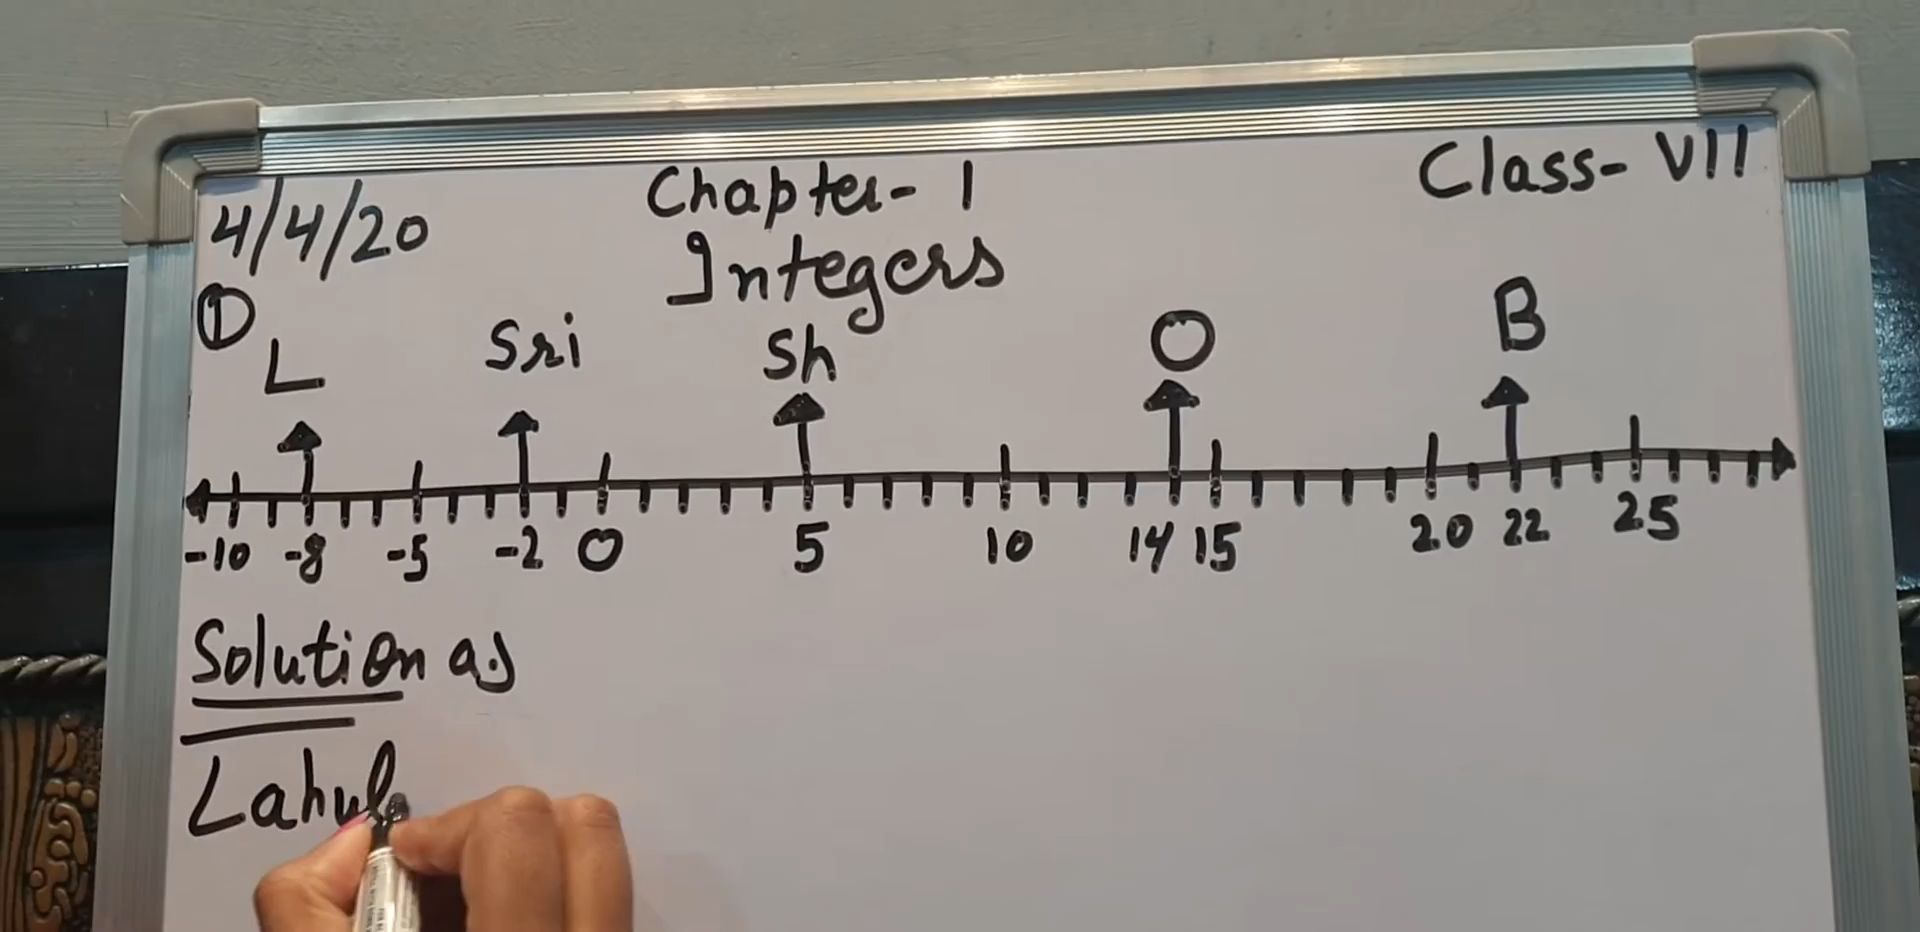 4/4/20 Chapter- 1 Class- VII
Integers
① L Sri Sh O B
-10 -8 -5 -2 0 5 10 14 15 20 22 25
Solution a.)
Lahul